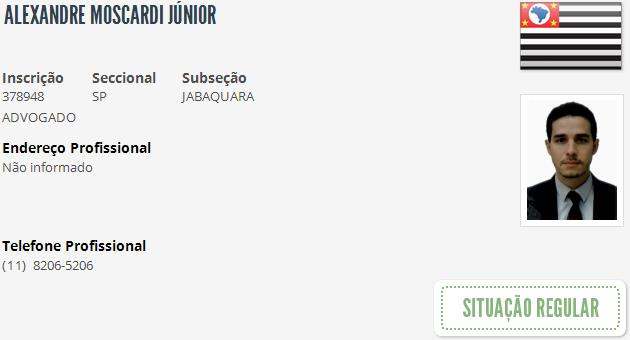 ALEXANDRE MOSCARDI JÚNIOR
Inscrição Seccional Subseção
378948 SP JABAQUARA
ADVOGADO
Endereço Profissional
Não informado
Telefone Profissional
(11) 8206-5206
SITUAÇÃO REGULAR